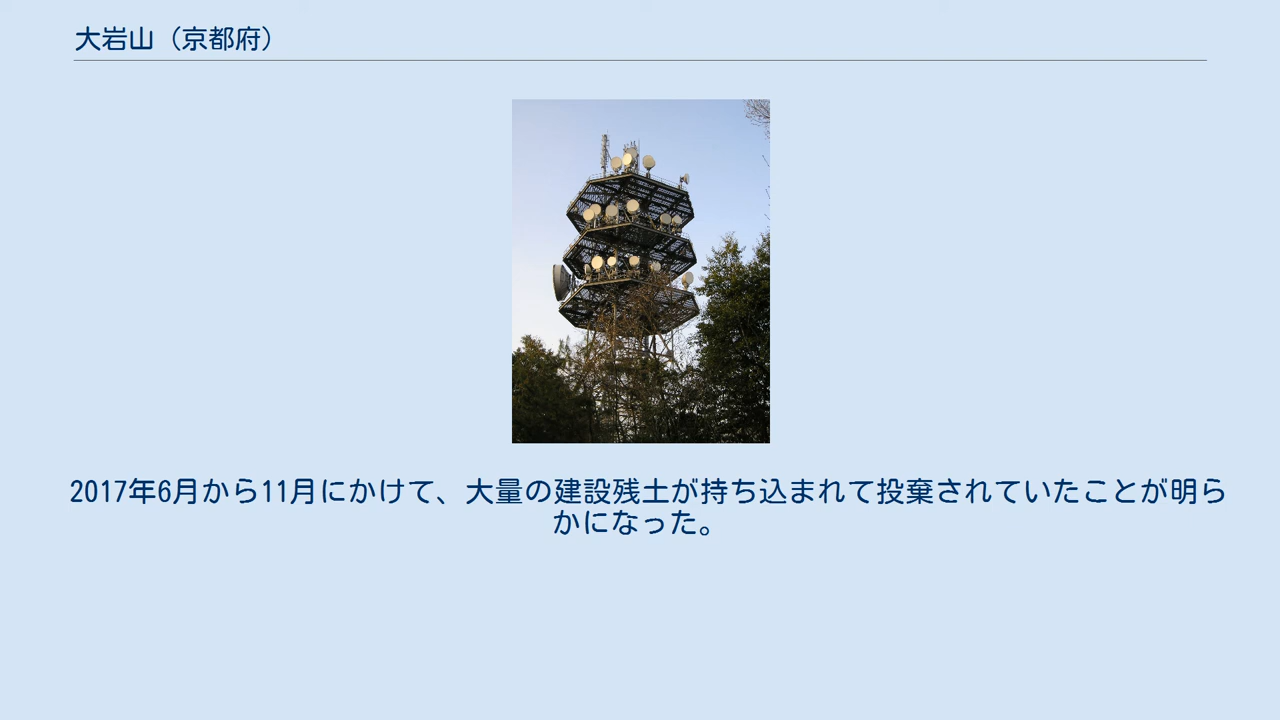 大岩山（京都府）
2017年6月から11月にかけて、大量の建設残土が持ち込まれて投棄されていたことが明ら
かになった。